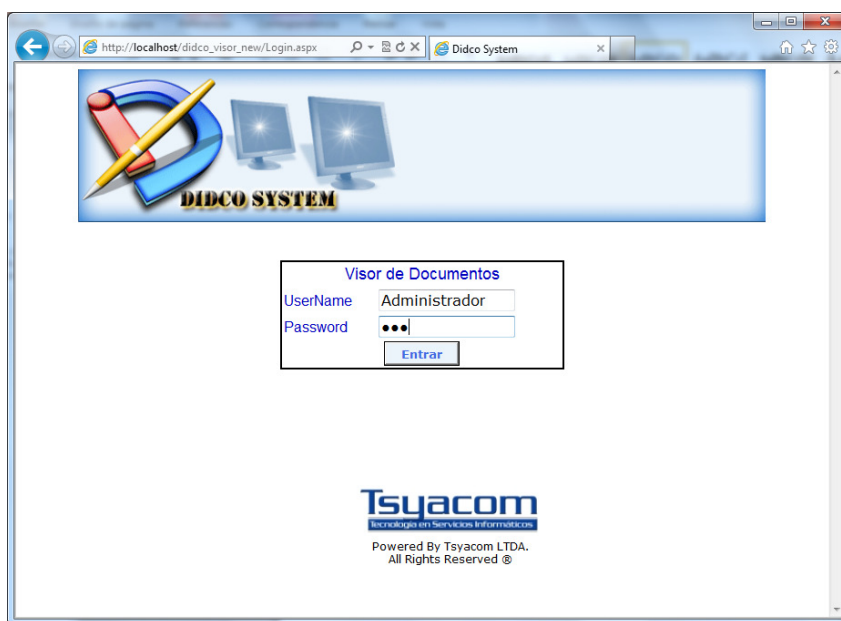 http://localhost/didco_visor_new/Login.aspx
Didco System
DIDCO SYSTEM
Visor de Documentos
UserName Administrador
Password ●●●
Entrar
Tsyacom
Tecnología en Servicios Informáticos
Powered By Tsyacom LTDA.
All Rights Reserved ®